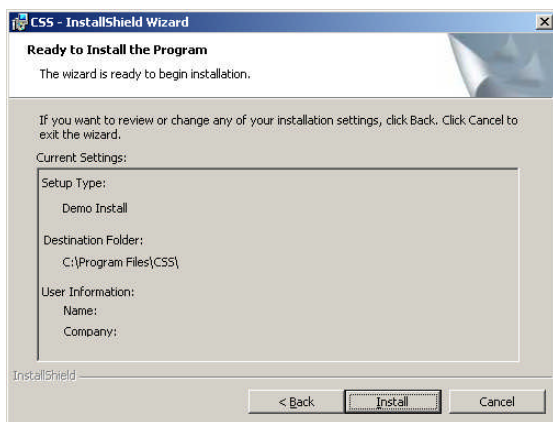 CSS - InstallShield Wizard
Ready to Install the Program
The wizard is ready to begin installation.
If you want to review or change any of your installation settings, click Back. Click Cancel to
exit the wizard.
Current Settings:
Setup Type:
Demo Install
Destination Folder:
C:\Program Files\CSS\
User Information:
Name:
Company:
InstallShield
< Back
Install
Cancel